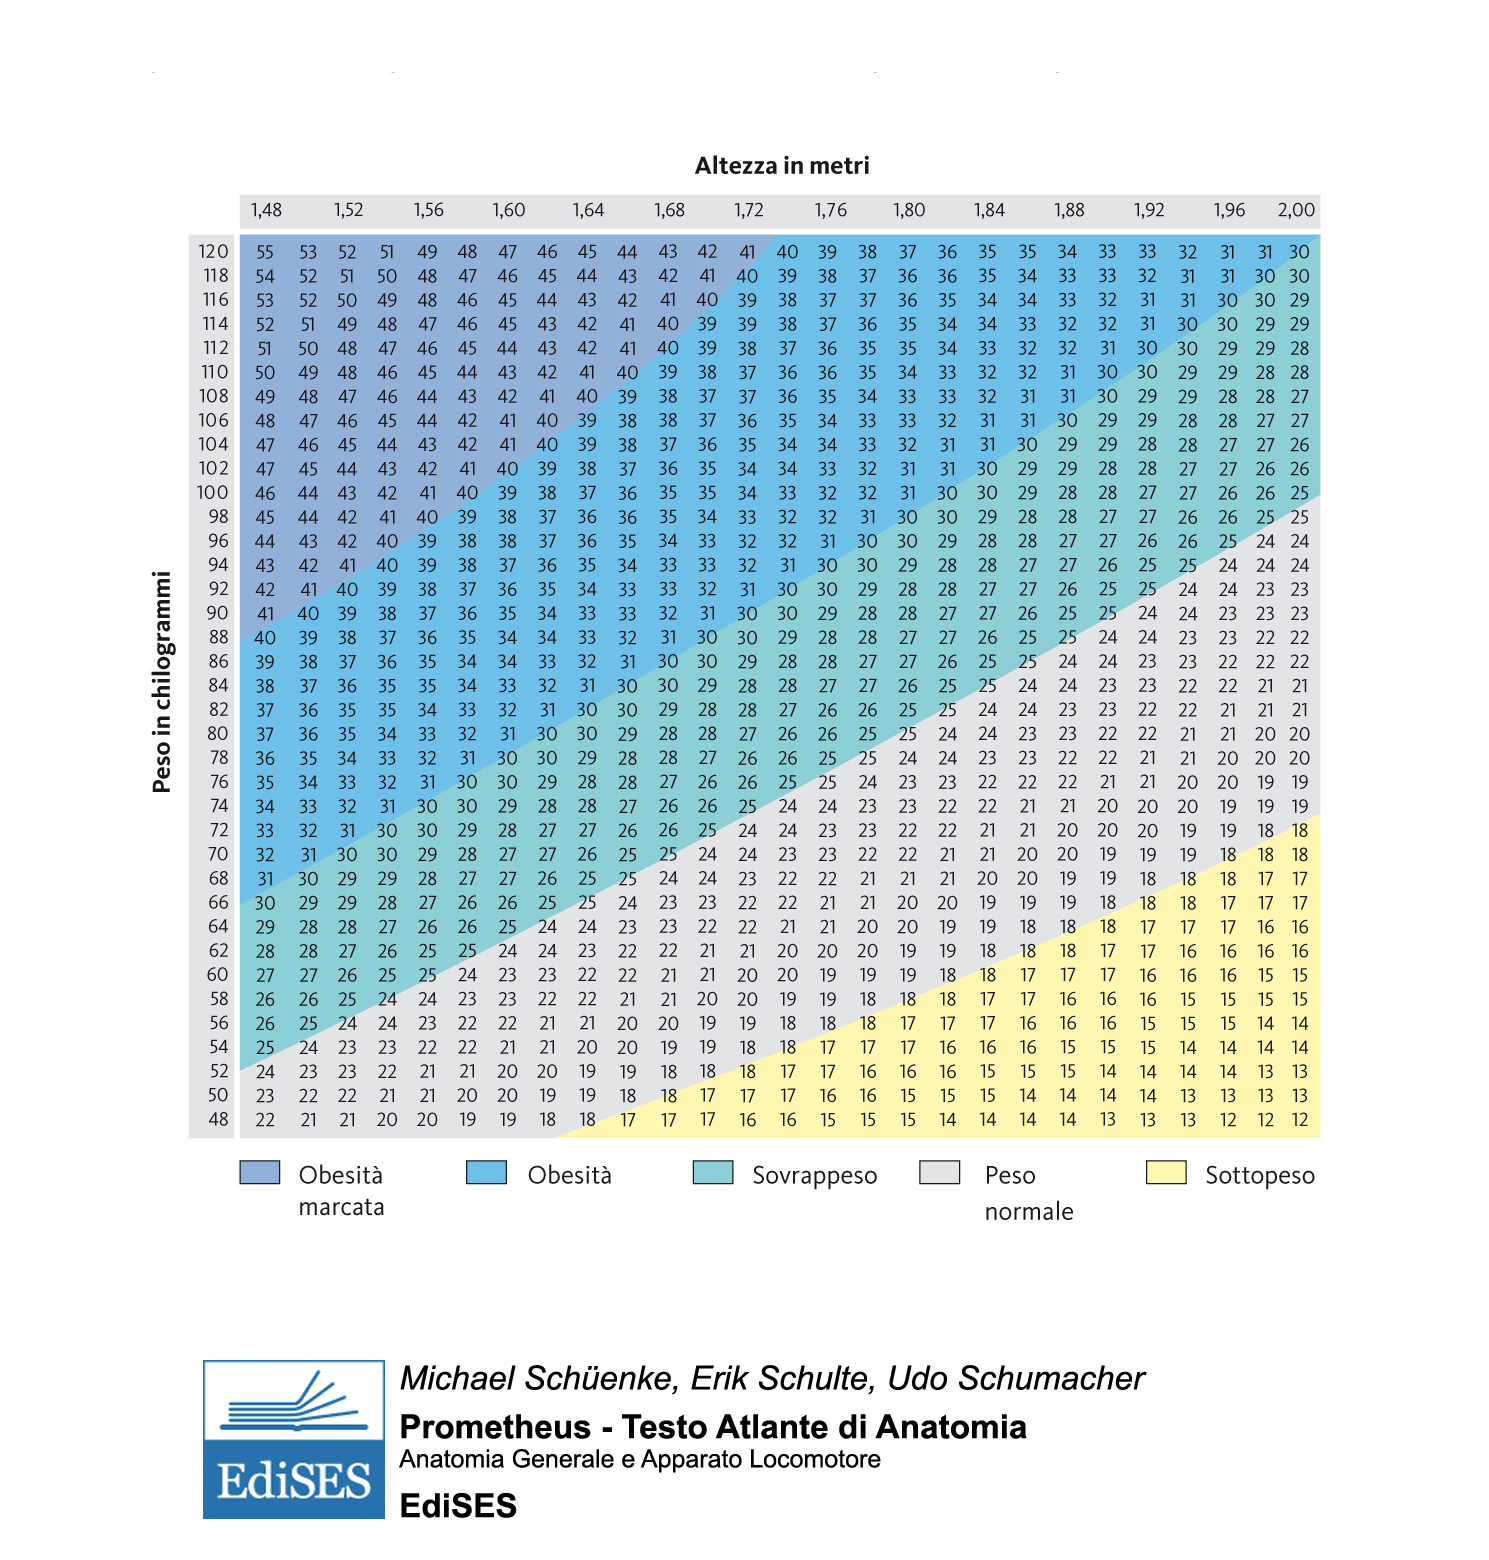 Altezza in metri
1,48 1,52 1,56 1,60 1,64 1,68 1,72 1,76 1,80 1,84 1,88 1,92 1,96 2,00
Peso in chilogrammi
120 55 53 52 51 49 48 47 46 45 44 43 42 41 40 39 38 37 36 35 35 34 33 33 32 31 31 30
118 54 52 51 50 48 47 46 45 44 43 42 41 40 39 38 37 36 36 35 34 33 33 32 31 31 30 30
116 53 52 50 49 48 46 45 44 43 42 41 40 39 38 37 37 36 35 34 34 33 32 31 31 30 30 29
114 52 51 49 48 47 46 45 43 42 41 40 39 39 38 37 36 35 34 34 33 32 32 31 30 30 29 29
112 51 50 48 47 46 45 44 43 42 41 40 39 38 37 36 35 35 34 33 32 32 31 30 30 29 29 28
110 50 49 48 46 45 44 43 42 41 40 39 38 37 36 36 35 34 33 32 32 31 30 30 29 29 28 28
108 49 48 47 46 44 43 42 41 40 39 38 37 37 36 35 34 33 33 32 31 31 30 29 29 28 28 27
106 48 47 46 45 44 42 41 40 39 38 38 37 36 35 34 33 33 32 31 31 30 29 29 28 28 27 27
104 47 46 45 44 43 42 41 40 39 38 37 36 35 34 34 33 32 31 31 30 29 29 28 28 27 27 26
102 47 45 44 43 42 41 40 39 38 37 36 35 34 34 33 32 31 31 30 29 29 28 28 27 27 26 26
100 46 44 43 42 41 40 39 38 37 36 35 35 34 33 32 32 31 30 30 29 28 28 27 27 26 26 25
98 45 44 42 41 40 39 38 37 36 36 35 34 33 32 32 31 30 30 29 28 28 27 27 26 26 25 25
96 44 43 42 40 39 38 38 37 36 35 34 33 32 32 31 30 30 29 28 28 27 27 26 26 25 24 24
94 43 42 41 40 39 38 37 36 35 34 33 33 32 31 30 30 29 28 28 27 27 26 25 25 24 24 24
92 42 41 40 39 38 37 36 35 34 33 33 32 31 30 30 29 28 28 27 27 26 25 25 24 24 23 23
90 41 40 39 38 37 36 35 34 33 33 32 31 30 30 29 28 28 27 27 26 25 25 24 24 23 23 23
88 40 39 38 37 36 35 34 34 33 32 31 30 30 29 28 28 27 27 26 25 25 24 24 23 23 22 22
86 39 38 37 36 35 34 34 33 32 31 30 30 29 28 28 27 27 26 25 25 24 24 23 23 22 22 22
84 38 37 36 35 35 34 33 32 31 30 30 29 28 28 27 27 26 25 25 24 24 23 23 22 22 21 21
82 37 36 35 35 34 33 32 31 30 30 29 28 28 27 26 26 25 25 24 24 23 23 22 22 21 21 21
80 37 36 35 34 33 32 31 30 30 29 28 28 27 26 26 25 25 24 24 23 23 22 22 21 21 20 20
78 36 35 34 33 32 31 30 30 29 28 28 27 26 26 25 25 24 24 23 23 22 22 21 21 20 20 20
76 35 34 33 32 31 30 30 29 28 28 27 26 26 25 25 24 23 23 22 22 22 21 21 20 20 19 19
74 34 33 32 31 30 30 29 28 28 27 26 26 25 24 24 23 23 22 22 21 21 20 20 20 19 19 19
72 33 32 31 30 30 29 28 27 27 26 26 25 24 24 23 23 22 22 21 21 20 20 20 19 19 18 18
70 32 31 30 30 29 28 27 27 26 25 25 24 24 23 23 22 22 21 21 20 20 19 19 19 18 18 18
68 31 30 29 29 28 27 27 26 25 25 24 24 23 22 22 21 21 21 20 20 19 19 18 18 18 17 17
66 30 29 29 28 27 26 26 25 25 24 23 23 22 22 21 21 20 20 19 19 19 18 18 18 17 17 17
64 29 28 28 27 26 26 25 24 24 23 23 22 22 21 21 20 20 19 19 18 18 18 17 17 17 16 16
62 28 28 27 26 25 25 24 24 23 22 22 21 21 20 20 20 19 19 18 18 18 17 17 16 16 16 16
60 27 27 26 25 25 24 23 23 22 22 21 21 20 20 19 19 19 18 18 17 17 17 16 16 16 15 15
58 26 26 25 24 24 23 23 22 22 21 21 20 20 19 19 18 18 18 17 17 16 16 16 15 15 15 15
56 26 25 24 24 23 22 22 21 21 20 20 19 19 18 18 18 17 17 17 16 16 16 15 15 15 14 14
54 25 24 23 23 22 22 21 21 20 20 19 19 18 18 17 17 17 16 16 16 15 15 15 14 14 14 14
52 24 23 23 22 21 21 20 20 19 19 18 18 18 17 17 16 16 16 15 15 15 14 14 14 14 13 13
50 23 22 22 21 21 20 20 19 19 18 18 17 17 17 16 16 15 15 15 14 14 14 14 13 13 13 13
48 22 21 21 20 20 19 19 18 18 17 17 17 16 16 15 15 15 14 14 14 14 13 13 13 12 12 12
Obesità marcata
Obesità
Sovrappeso
Peso normale
Sottopeso
Michael Schüenke, Erik Schulte, Udo Schumacher
Prometheus - Testo Atlante di Anatomia
Anatomia Generale e Apparato Locomotore
EdiSES
EdiSES